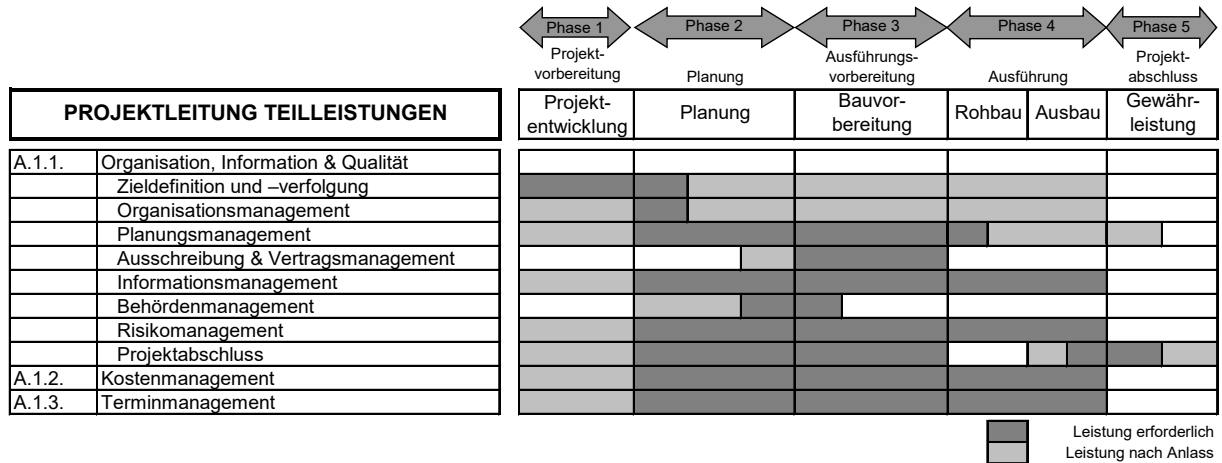 Phase 1 Phase 2 Phase 3 Phase 4 Phase 5
Projekt-
vorbereitung
Planung
Ausführungs-
vorbereitung
Ausführung
Projekt-
abschluss
PROJEKTLEITUNG TEILLEISTUNGEN
Projekt-
entwicklung
Planung
Bauvor-
bereitung
Rohbau
Ausbau
Gewähr-
leistung
A.1.1. Organisation, Information & Qualität
Zieldefinition und –verfolgung
Organisationsmanagement
Planungsmanagement
Ausschreibung & Vertragsmanagement
Informationsmanagement
Behördenmanagement
Risikomanagement
Projektabschluss
A.1.2. Kostenmanagement
A.1.3. Terminmanagement
Leistung erforderlich
Leistung nach Anlass